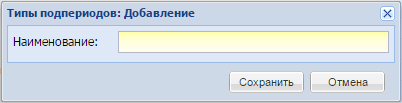 Типы подпериодов: Добавление
Наименование:
Сохранить Отмена